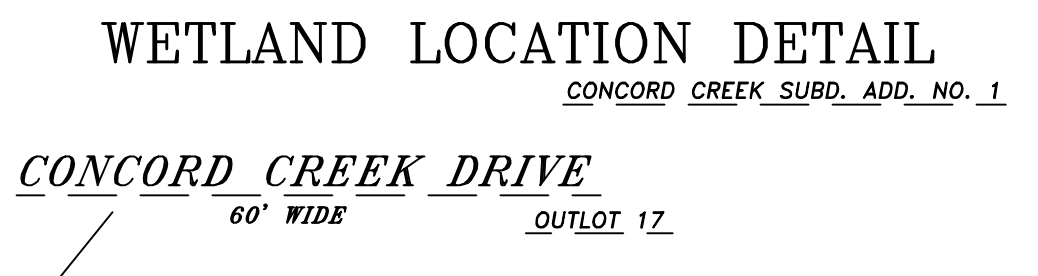 WETLAND LOCATION DETAIL
CONCORD CREEK SUBD. ADD. NO. 1
CONCORD CREEK DRIVE
60' WIDE
OUTLOT 17